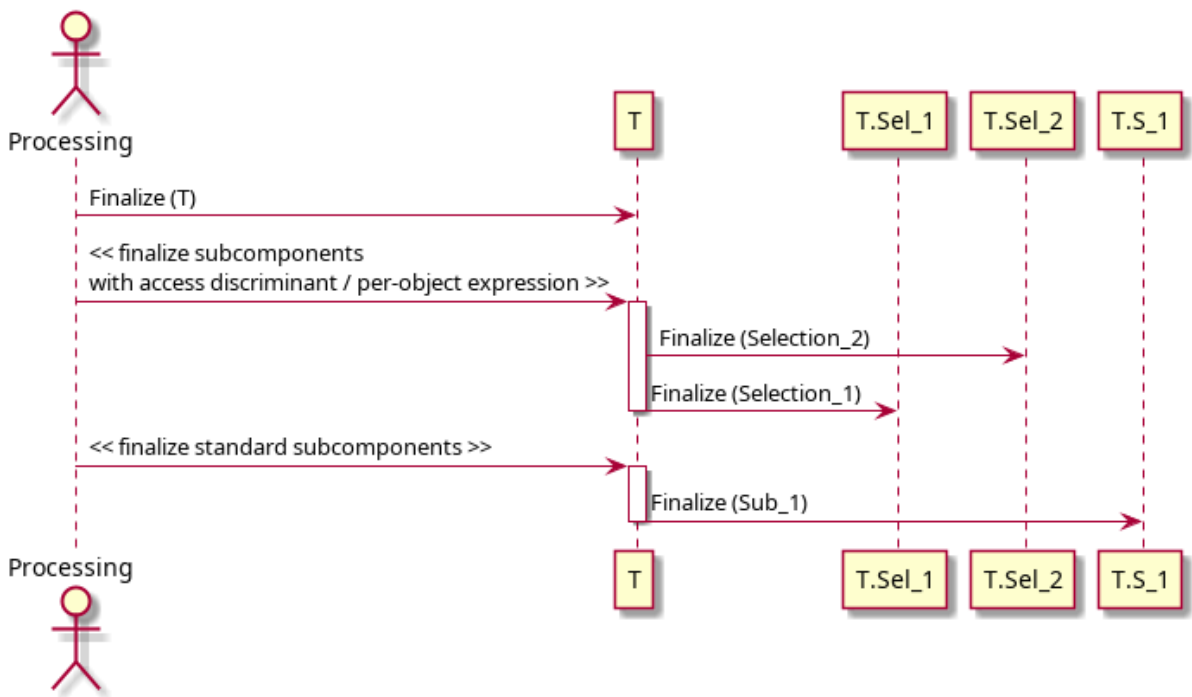 Processing
T
T.Sel_1
T.Sel_2
T.S_1
Finalize (T)
<< finalize subcomponents
with access discriminant / per-object expression >>
Finalize (Selection_2)
Finalize (Selection_1)
<< finalize standard subcomponents >>
Finalize (Sub_1)
Processing
T
T.Sel_1
T.Sel_2
T.S_1